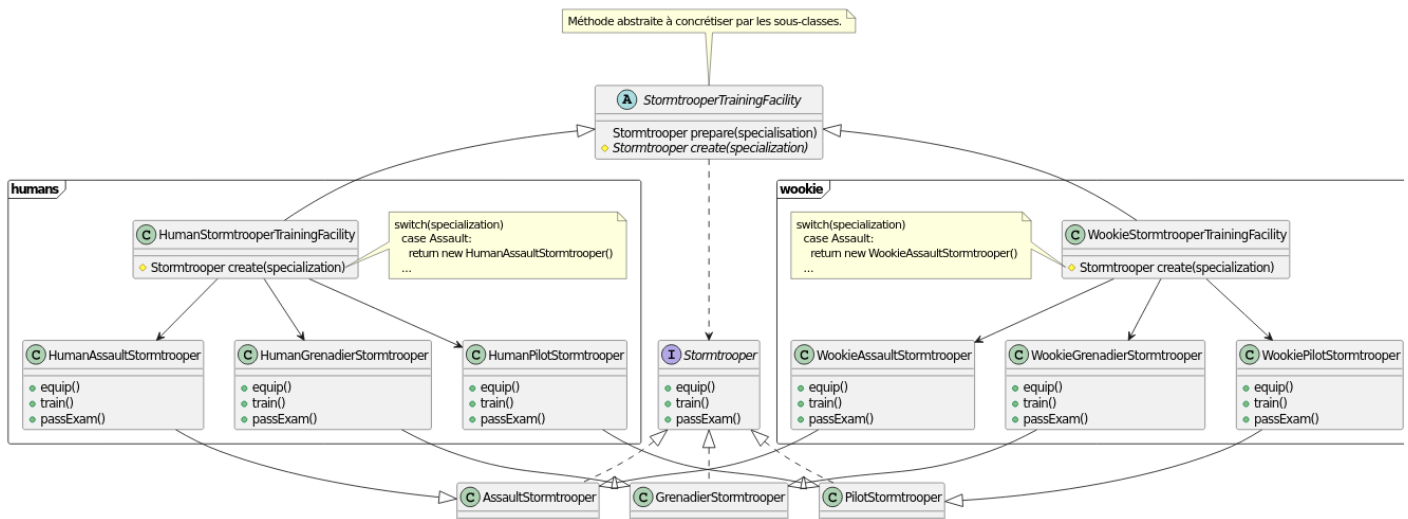 Méthode abstraite à concrétiser par les sous-classes.
A StormtrooperTrainingFacility
Stormtrooper prepare(specialisation)
Stormtrooper create(specialization)
humans
C HumanStormtrooperTrainingFacility
Stormtrooper create(specialization)
switch(specialization)
case Assault:
return new HumanAssaultStormtrooper()
...
wookie
switch(specialization)
case Assault:
return new WookieAssaultStormtrooper()
...
C WookieStormtrooperTrainingFacility
Stormtrooper create(specialization)
C HumanAssaultStormtrooper
equip()
train()
passExam()
C HumanGrenadierStormtrooper
equip()
train()
passExam()
C HumanPilotStormtrooper
equip()
train()
passExam()
I Stormtrooper
equip()
train()
passExam()
C WookieAssaultStormtrooper
equip()
train()
passExam()
C WookieGrenadierStormtrooper
equip()
train()
passExam()
C WookiePilotStormtrooper
equip()
train()
passExam()
C AssaultStormtrooper
C GrenadierStormtrooper
C PilotStormtrooper